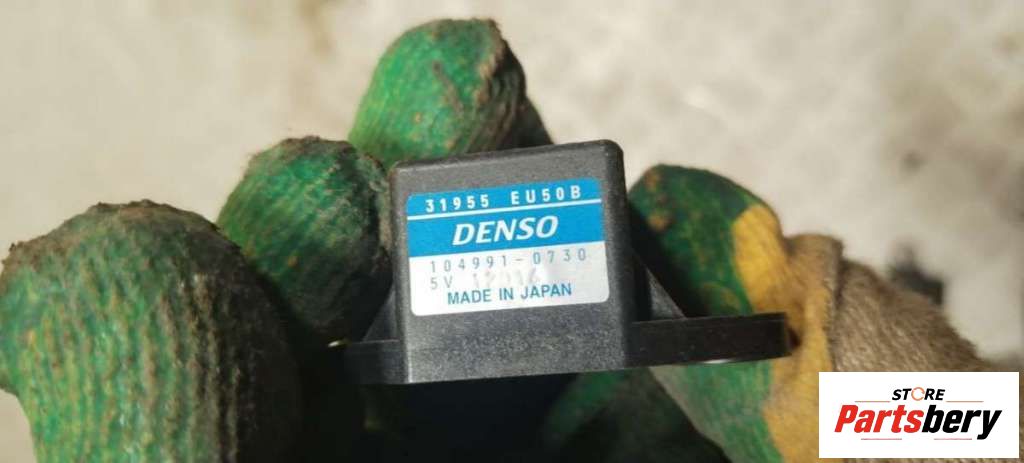 31955 EU50B
DENSO
104991-0730
5V
MADE IN JAPAN
STORE
Partsbery